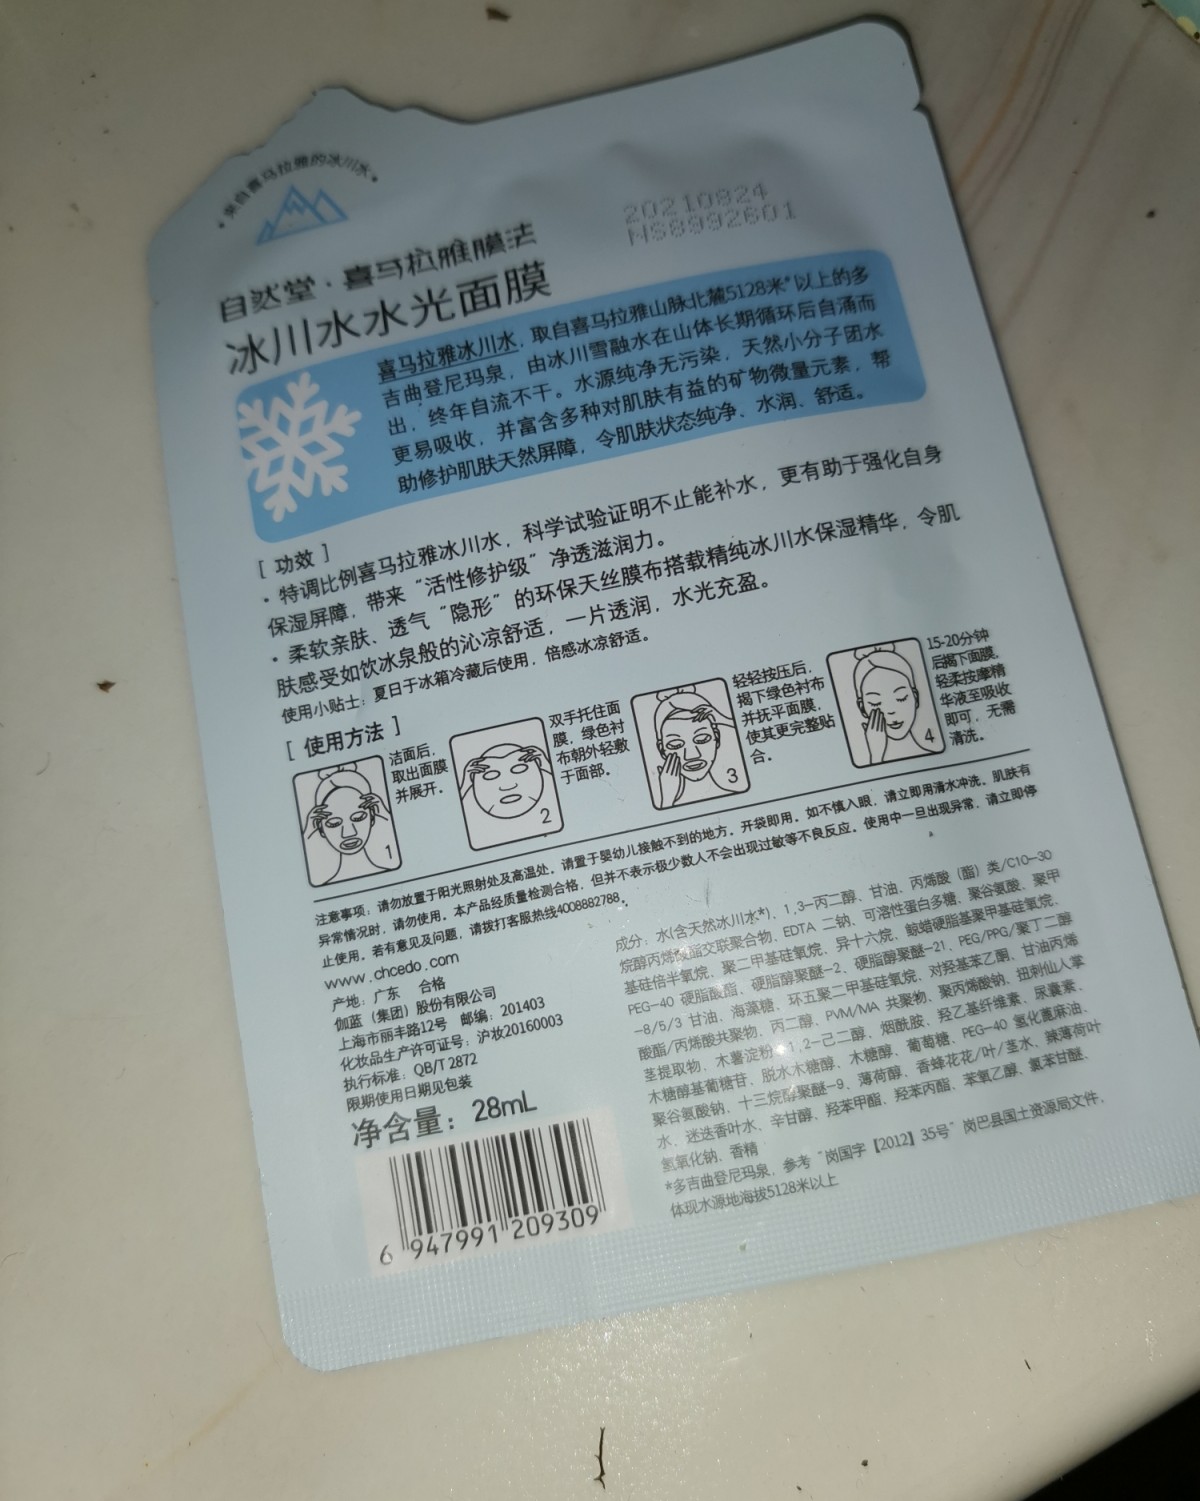 ·来自喜马拉雅的冰川水·
20210824
MS8992601
自然堂·喜马拉雅膜法
冰川水水光面膜
喜马拉雅冰川水，取自喜马拉雅山脉北麓5128米*以上的多
吉曲登尼玛泉，由冰川雪融水在山体长期循环后自涌而
出，终年自流不干。水源纯净无污染，天然小分子团水
更易吸收，并富含多种对肌肤有益的矿物微量元素，帮
助修护肌肤天然屏障，令肌肤状态纯净、水润、舒适。
[ 功效 ]
·特调比例喜马拉雅冰川水，科学试验证明不止能补水，更有助于强化自身
保湿屏障，带来“活性修护级”净透滋润力。
·柔软亲肤、透气“隐形”的环保天丝膜布搭载精纯冰川水保湿精华，令肌
肤感受如饮冰泉般的沁凉舒适，一片透润，水光充盈。
使用小贴士：夏日于冰箱冷藏后使用，倍感冰凉舒适。
[ 使用方法 ]
洁面后，
取出面膜
并展开。
1
双手托住面
膜，绿色衬
布朝外轻敷
于面部。
2
轻轻按压后，
揭下绿色衬布
并抚平面膜，
使其更完整贴
合。
3
15-20分钟
后揭下面膜，
轻柔按摩精
华液至吸收
即可，无需
清洗。
4
注意事项：请勿放置于阳光照射处及高温处。请置于婴幼儿接触不到的地方。开袋即用。如不慎入眼，请立即用清水冲洗。肌肤有
异常情况时，请勿使用。本产品经质量检测合格，但并不表示极少数人不会出现过敏等不良反应。使用中一旦出现异常，请立即停
止使用，若有意见及问题，请拨打客服热线4008882788。
www.chcedo.com
产地：广东 合格
伽蓝（集团）股份有限公司
上海市丽丰路12号 邮编：201403
化妆品生产许可证号：沪妆20160003
执行标准：QB/T 2872
限期使用日期见包装
净含量：28mL
6 947991 209309
成分：水(含天然冰川水*)、1,3-丙二醇、甘油、丙烯酸（酯）类/C10-30
烷醇丙烯酸酯交联聚合物、EDTA 二钠、可溶性蛋白多糖、聚谷氨酸、聚甲
基硅倍半氧烷、聚二甲基硅氧烷、异十六烷、鲸蜡硬脂基聚甲基硅氧烷、
PEG-40 硬脂酸酯、硬脂醇聚醚-2、硬脂醇聚醚-21、PEG/PPG/聚丁二醇
-8/5/3 甘油、海藻糖、环五聚二甲基硅氧烷、对羟基苯乙酮、甘油丙烯
酸酯/丙烯酸共聚物、丙二醇、PVM/MA 共聚物、聚丙烯酸钠、扭刺仙人掌
茎提取物、木薯淀粉、1,2-己二醇、烟酰胺、羟乙基纤维素、尿囊素、
木糖醇基葡糖苷、脱水木糖醇、木糖醇、葡萄糖、PEG-40 氢化蓖麻油、
聚谷氨酸钠、十三烷醇聚醚-9、薄荷醇、香蜂花花/叶/茎水、辣薄荷叶
水、迷迭香叶水、辛甘醇、羟苯甲酯、羟苯丙酯、苯氧乙醇、氯苯甘醚、
氢氧化钠、香精
*多吉曲登尼玛泉，参考“岗国字【2012】35号”岗巴县国土资源局文件，
体现水源地海拔5128米以上